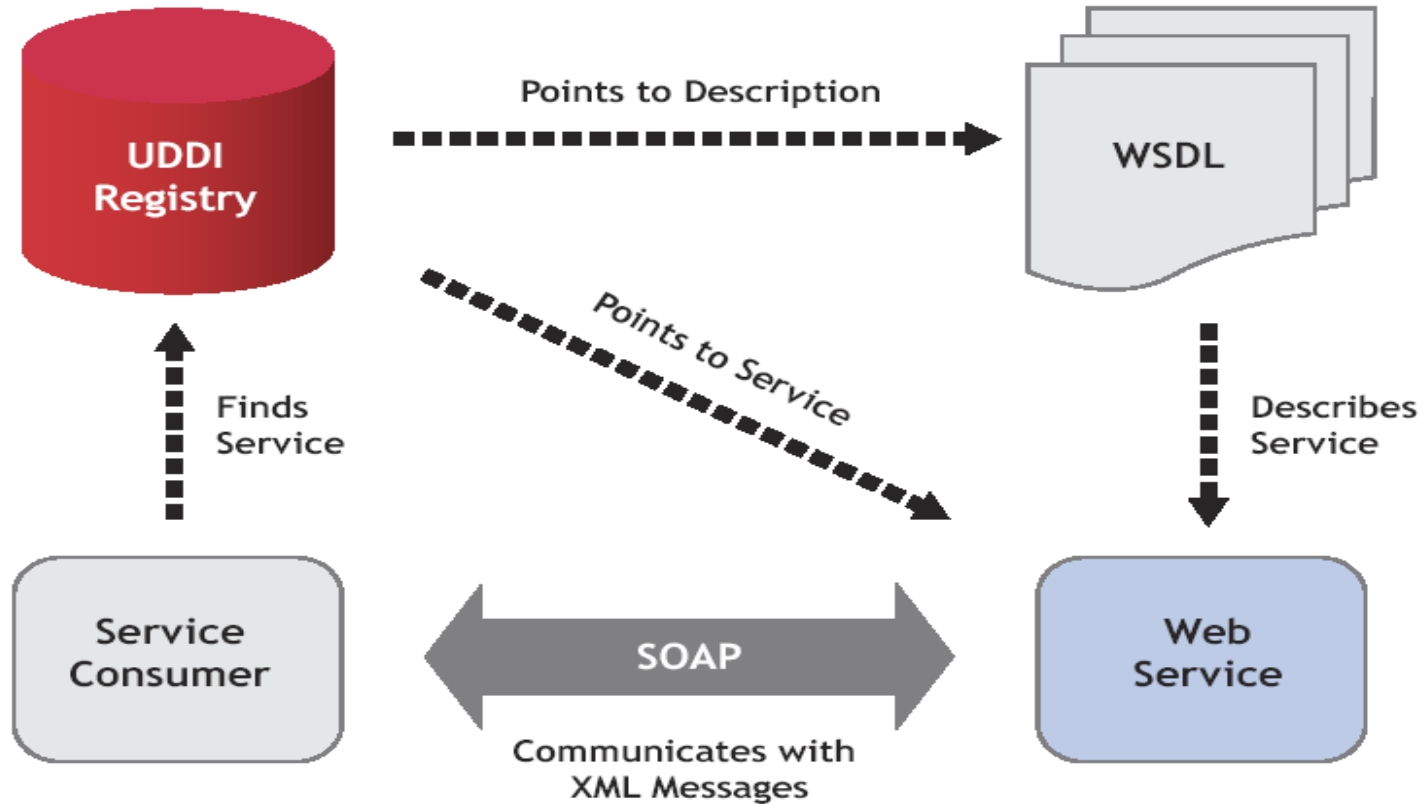 UDDI
Registry
Points to Description
WSDL
Points to Service
Finds
Service
Describes
Service
Service
Consumer
SOAP
Web
Service
Communicates with
XML Messages